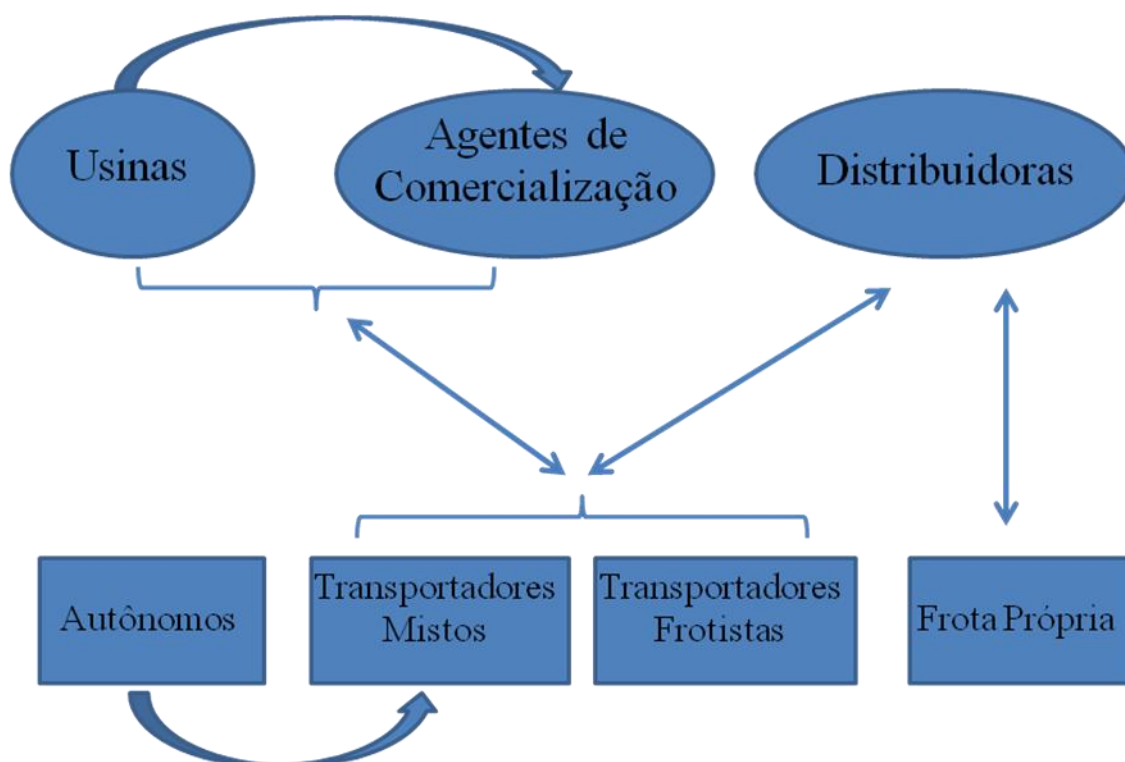 Usinas
Agentes de
Comercialização
Distribuidoras
Autônomos
Transportadores
Mistos
Transportadores
Frotistas
Frota Própria